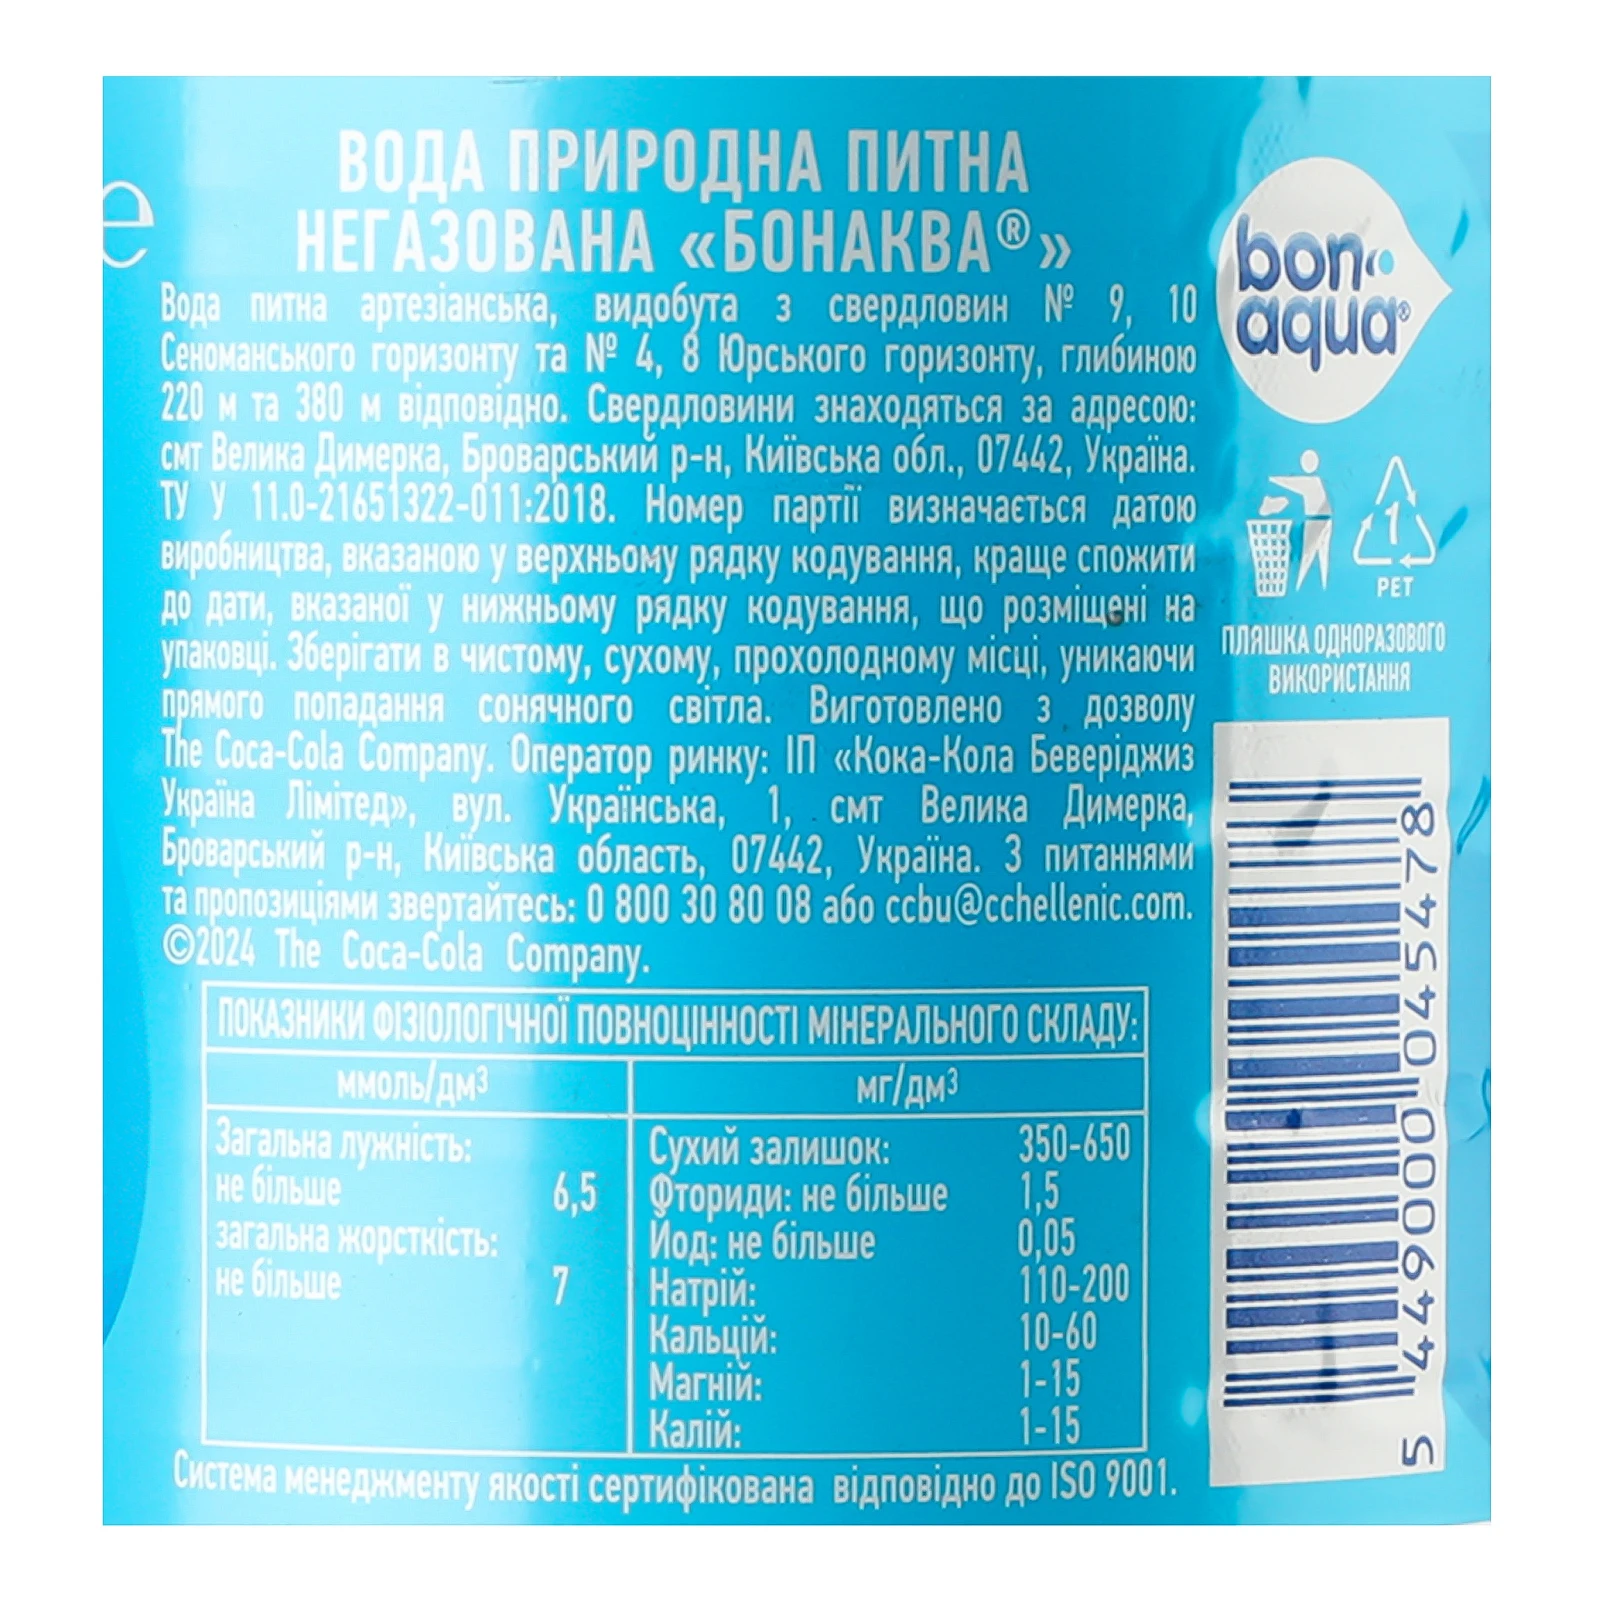 e
ВОДА ПРИРОДНА ПИТНА
НЕГАЗОВАНА «БОНАКВА®»
Вода питна артезіанська, видобута з свердловин № 9, 10
Сеноманського горизонту та № 4, 8 Юрського горизонту, глибиною
220 м та 380 м відповідно. Свердловини знаходяться за адресою:
смт Велика Димерка, Броварський р-н, Київська обл., 07442, Україна.
ТУ У 11.0-21651322-011:2018. Номер партії визначається датою
виробництва, вказаною у верхньому рядку кодування, краще спожити
до дати, вказаної у нижньому рядку кодування, що розміщені на
упаковці. Зберігати в чистому, сухому, прохолодному місці, уникаючи
прямого попадання сонячного світла. Виготовлено з дозволу
The Coca-Cola Company. Оператор ринку: ІП «Кока-Кола Беверіджиз
Україна Лімітед», вул. Українська, 1, смт Велика Димерка,
Броварський р-н, Київська область, 07442, Україна. З питаннями
та пропозиціями звертайтесь: 0 800 30 80 08 або ccbu@cchellenic.com.
©2024 The Coca-Cola Company.
ПОКАЗНИКИ ФІЗІОЛОГІЧНОЇ ПОВНОЦІННОСТІ МІНЕРАЛЬНОГО СКЛАДУ:
ммоль/дм³ мг/дм³
Загальна лужність:
не більше 6,5
загальна жорсткість:
не більше 7
Сухий залишок: 350-650
Фториди: не більше 1,5
Йод: не більше 0,05
Натрій: 110-200
Кальцій: 10-60
Магній: 1-15
Калій: 1-15
Система менеджменту якості сертифікована відповідно до ISO 9001.
bon
aqua®
1
PET
ПЛЯШКА ОДНОРАЗОВОГО
ВИКОРИСТАННЯ
5 449000 045478